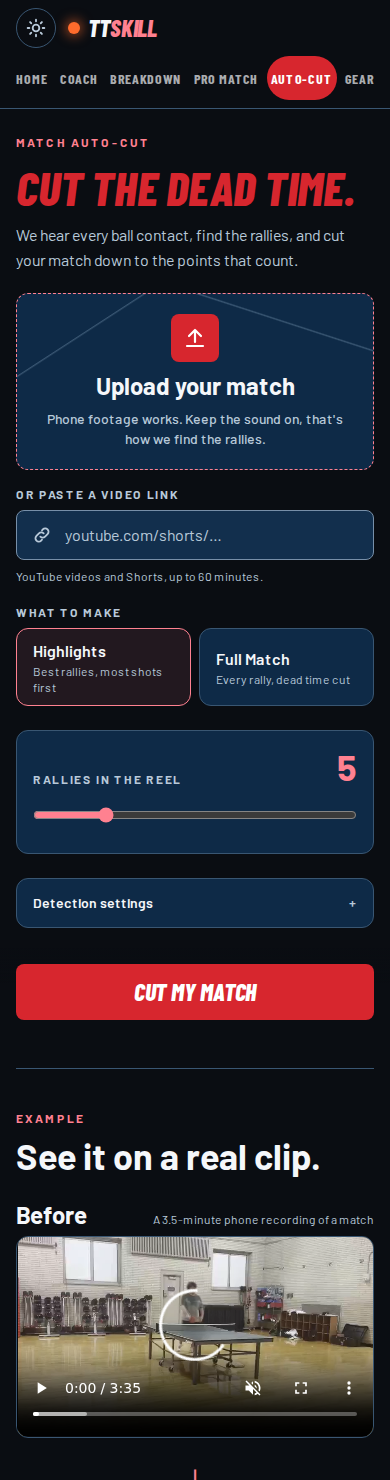 TTSKILL
HOME COACH BREAKDOWN PRO MATCH AUTO-CUT GEAR
MATCH AUTO-CUT
CUT THE DEAD TIME.
We hear every ball contact, find the rallies, and cut
your match down to the points that count.
Upload your match
Phone footage works. Keep the sound on, that's
how we find the rallies.
OR PASTE A VIDEO LINK
youtube.com/shorts/...
YouTube videos and Shorts, up to 60 minutes.
WHAT TO MAKE
Highlights
Best rallies, most shots
first
Full Match
Every rally, dead time cut
RALLIES IN THE REEL
5
Detection settings +
CUT MY MATCH
EXAMPLE
See it on a real clip.
Before
A 3.5-minute phone recording of a match
0:00 / 3:35